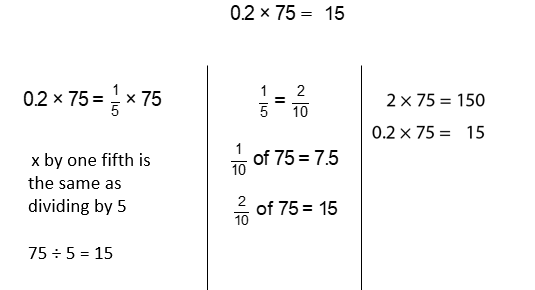 0.2 × 75 = 15
0.2 × 75 = 1/5 × 75
x by one fifth is
the same as
dividing by 5
75 ÷ 5 = 15
1/5 = 2/10
1/10 of 75 = 7.5
2/10 of 75 = 15
2 × 75 = 150
0.2 × 75 = 15